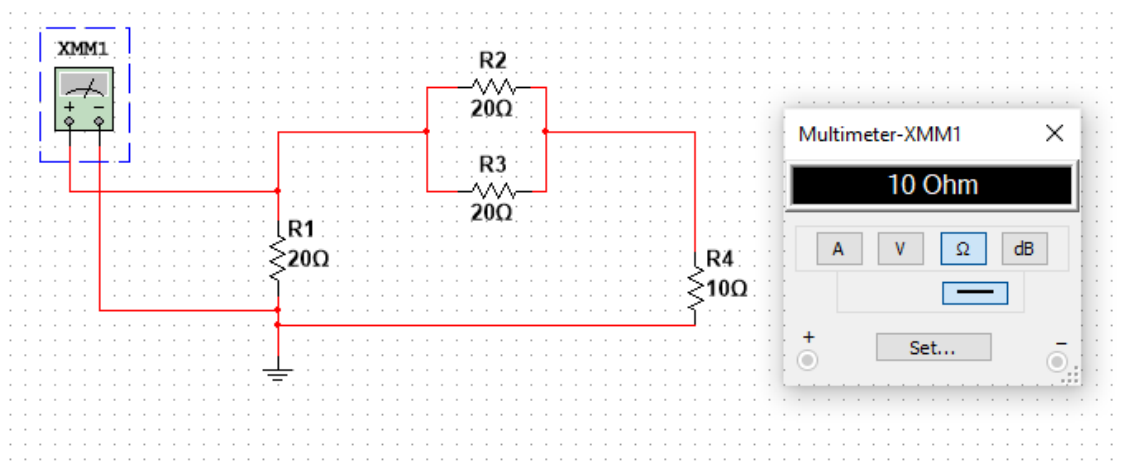 XMM1
+ −
R2
20Ω
R3
20Ω
R1
20Ω
R4
10Ω
Multimeter-XMM1 ×
10 Ohm
A V Ω dB
+ −
Set...